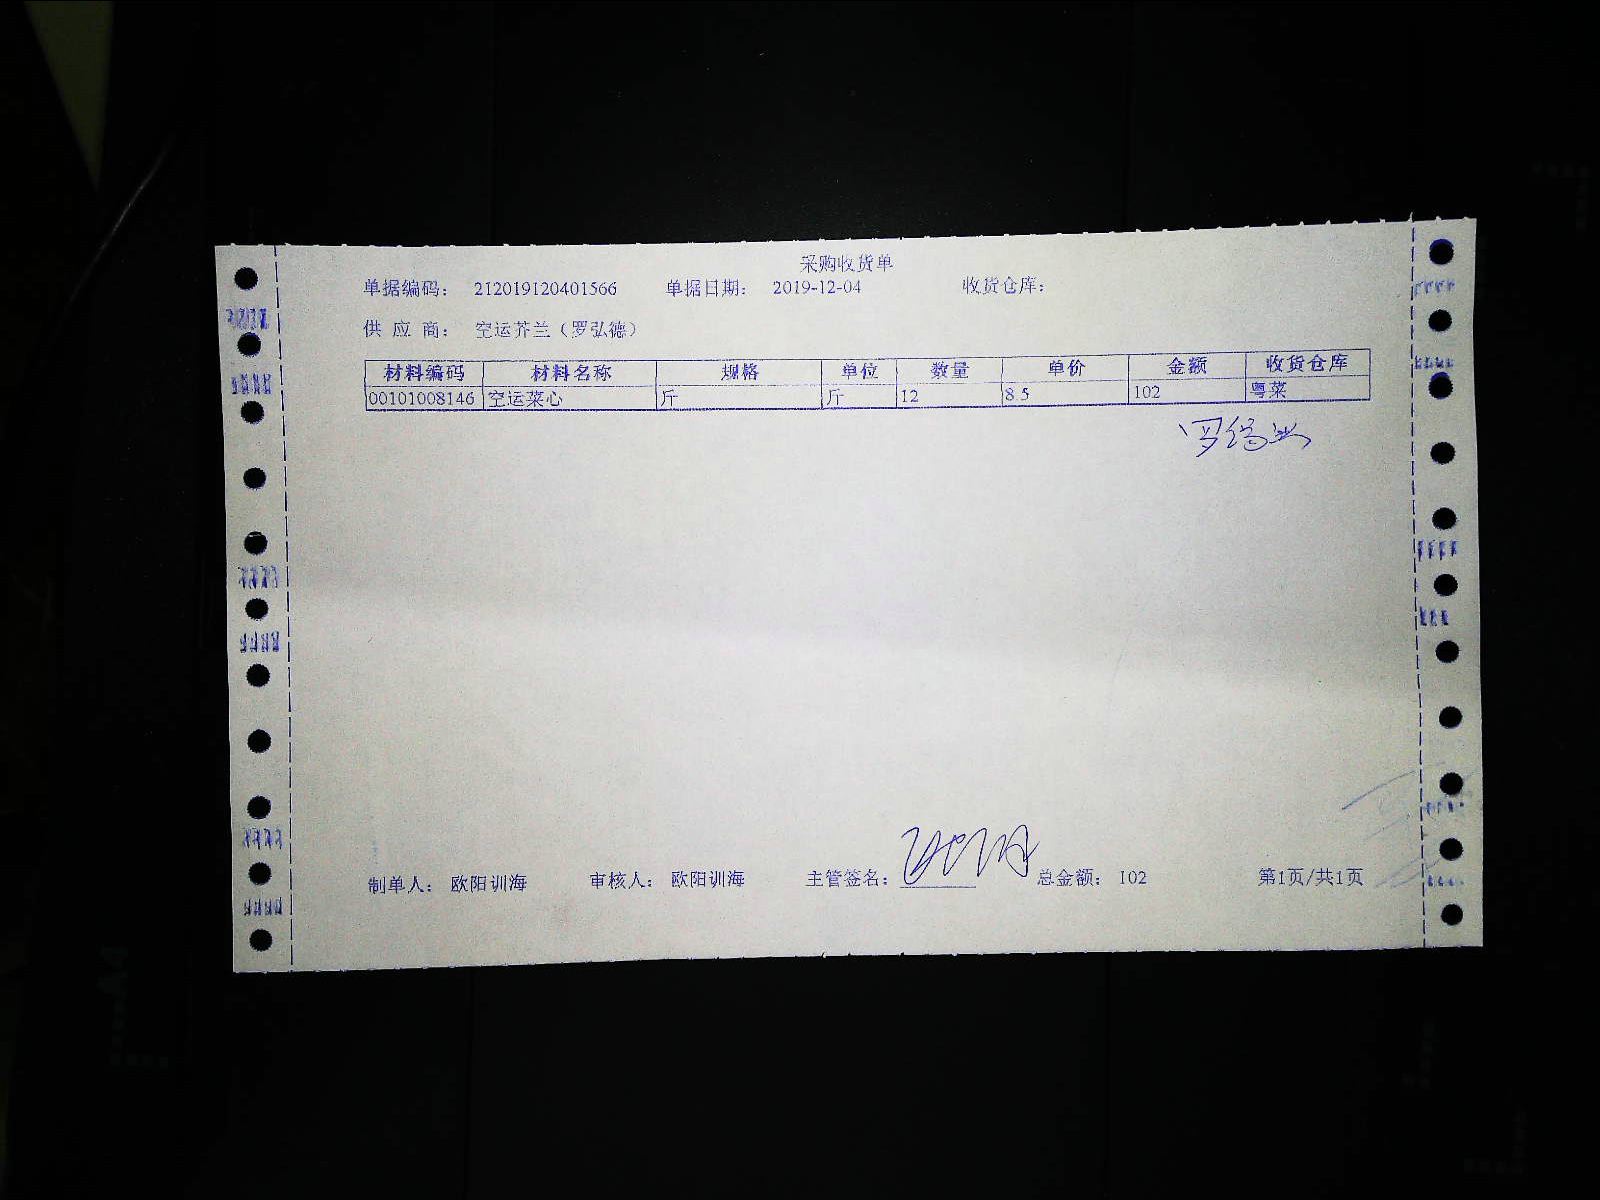 采购收货单
单据编码: 212019120401566 单据日期: 2019-12-04 收货仓库:
供 应 商: 空运芥兰（罗弘德）
材料编码 材料名称 规格 单位 数量 单价 金额 收货仓库
00101008146 空运菜心 斤 斤 12 8.5 102 粤菜
制单人: 欧阳训海 审核人: 欧阳训海 主管签名: 总金额: 102 第1页/共1页